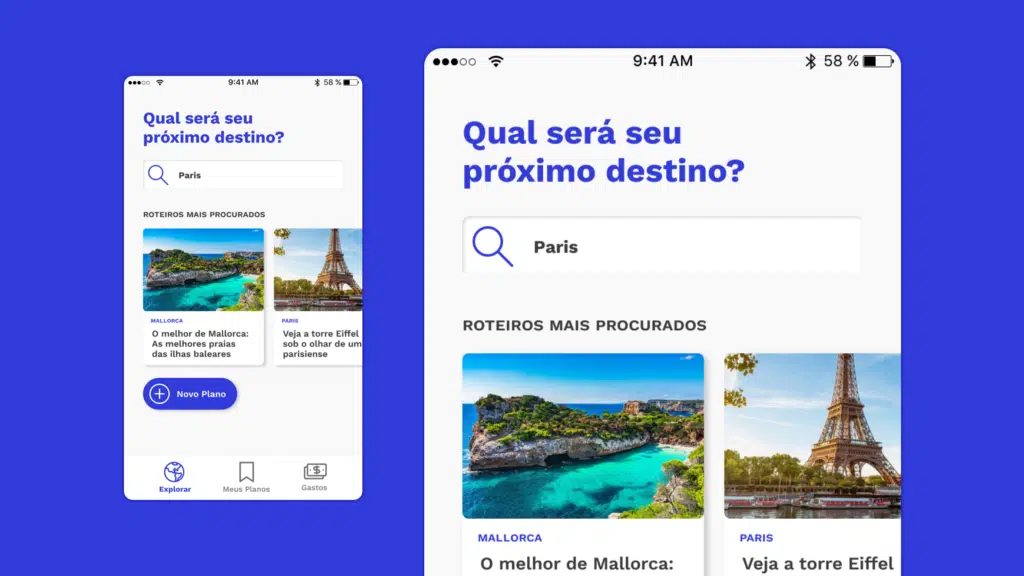 9:41 AM
58 %
Qual será seu
próximo destino?
Paris
ROTEIROS MAIS PROCURADOS
MALLORCA
O melhor de Mallorca:
As melhores praias
das ilhas baleares
PARIS
Veja a torre Eiffel
sob o olhar de um
parisiense
Novo Plano
Explorar
Meus Planos
Gastos
9:41 AM
58 %
Qual será seu
próximo destino?
Paris
ROTEIROS MAIS PROCURADOS
MALLORCA
O melhor de Mallorca:
PARIS
Veja a torre Eiffel